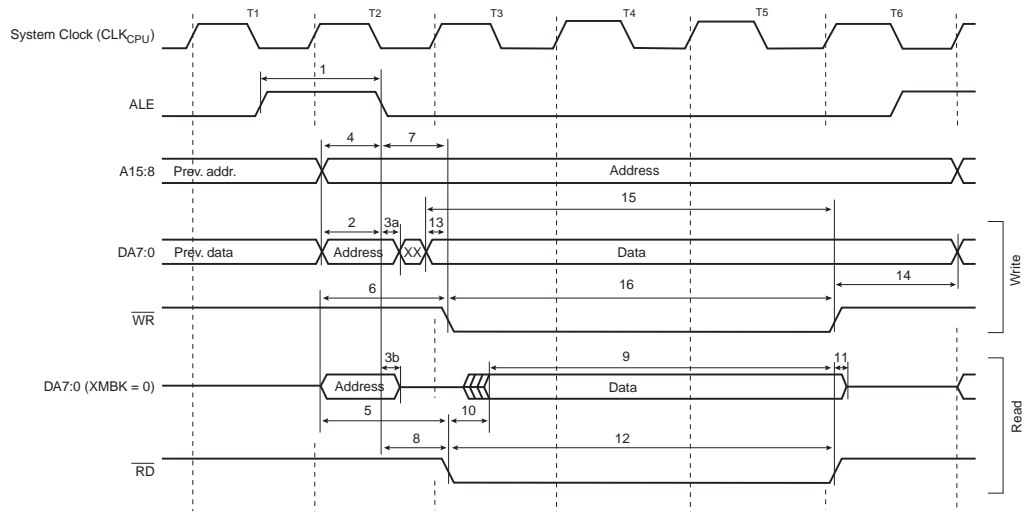 T1 T2 T3 T4 T5 T6
System Clock (CLKCPU)
1
ALE
4 7
A15:8 Prev. addr. Address
15
2 3a 13
DA7:0 Prev. data Address XX Data
14
6 16
WR
Write
3b 9 11
DA7:0 (XMBK = 0) Address Data
5 10
8 12
RD
Read